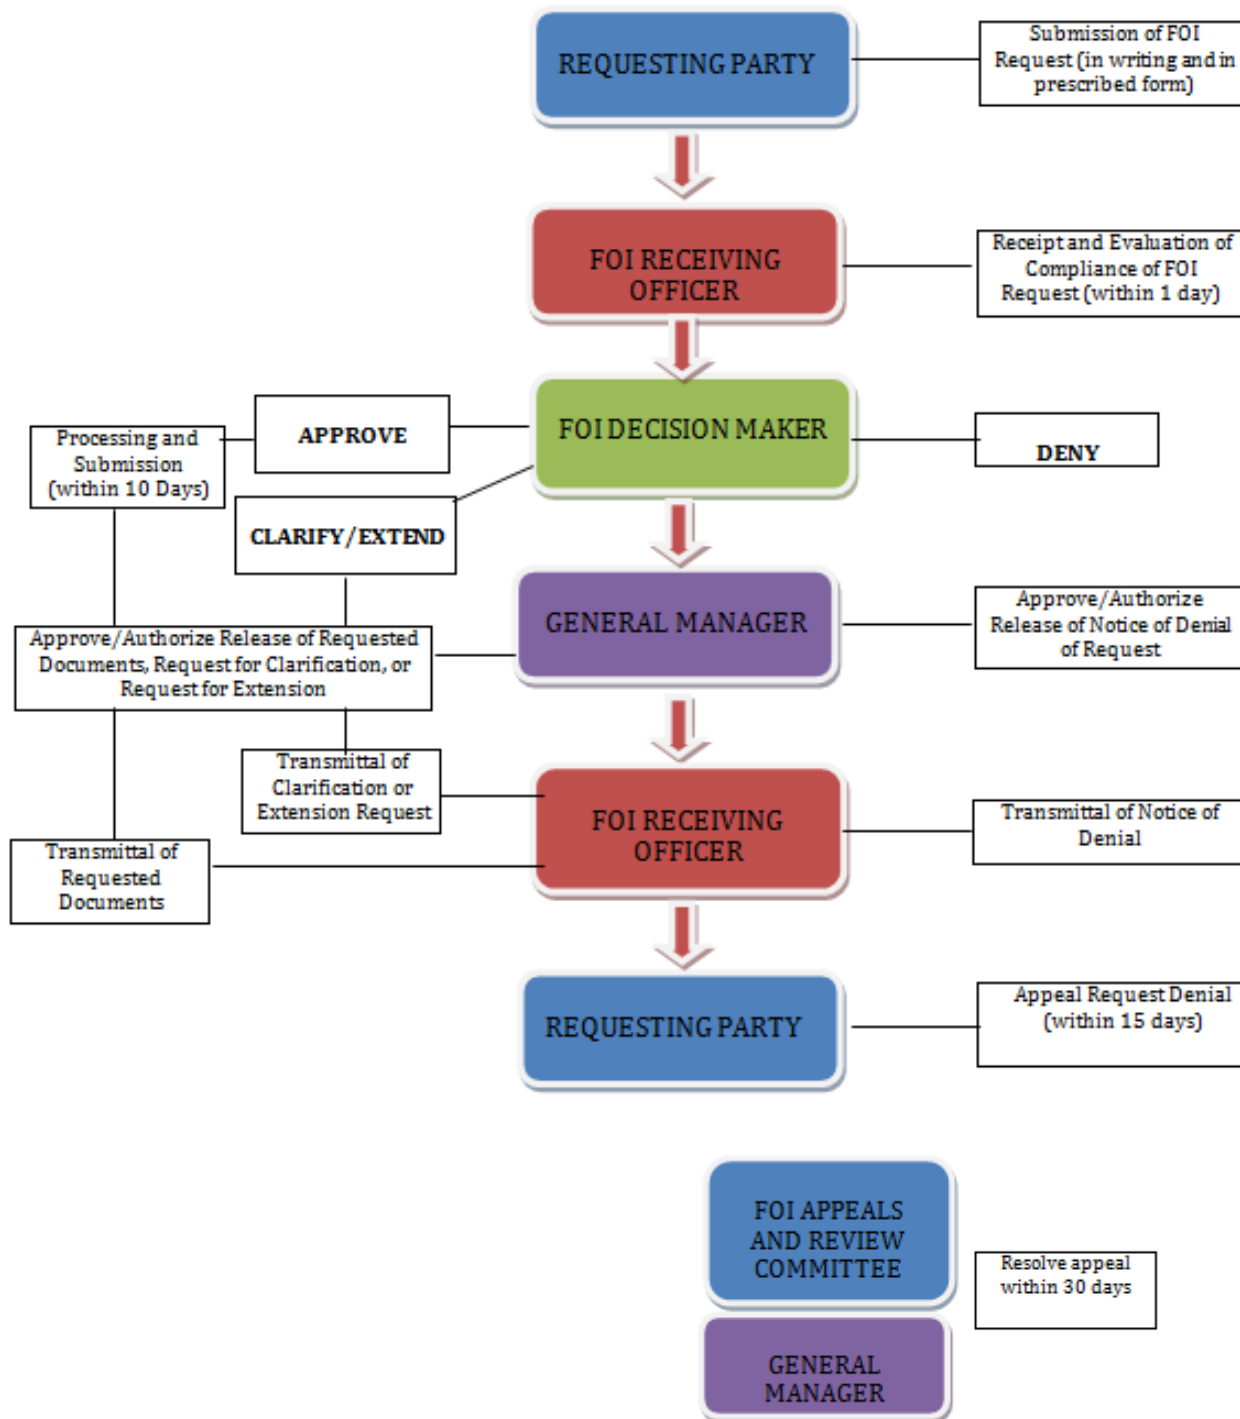 REQUESTING PARTY
Submission of FOI
Request (in writing and in
prescribed form)
FOI RECEIVING
OFFICER
Receipt and Evaluation of
Compliance of FOI
Request (within 1 day)
FOI DECISION MAKER
APPROVE
Processing and
Submission
(within 10 Days)
DENY
CLARIFY/EXTEND
GENERAL MANAGER
Approve/Authorize
Release of Notice of Denial
of Request
Approve/Authorize Release of Requested
Documents, Request for Clarification, or
Request for Extension
Transmittal of
Clarification or
Extension Request
FOI RECEIVING
OFFICER
Transmittal of Notice of
Denial
Transmittal of
Requested
Documents
REQUESTING PARTY
Appeal Request Denial
(within 15 days)
FOI APPEALS
AND REVIEW
COMMITTEE
Resolve appeal
within 30 days
GENERAL
MANAGER